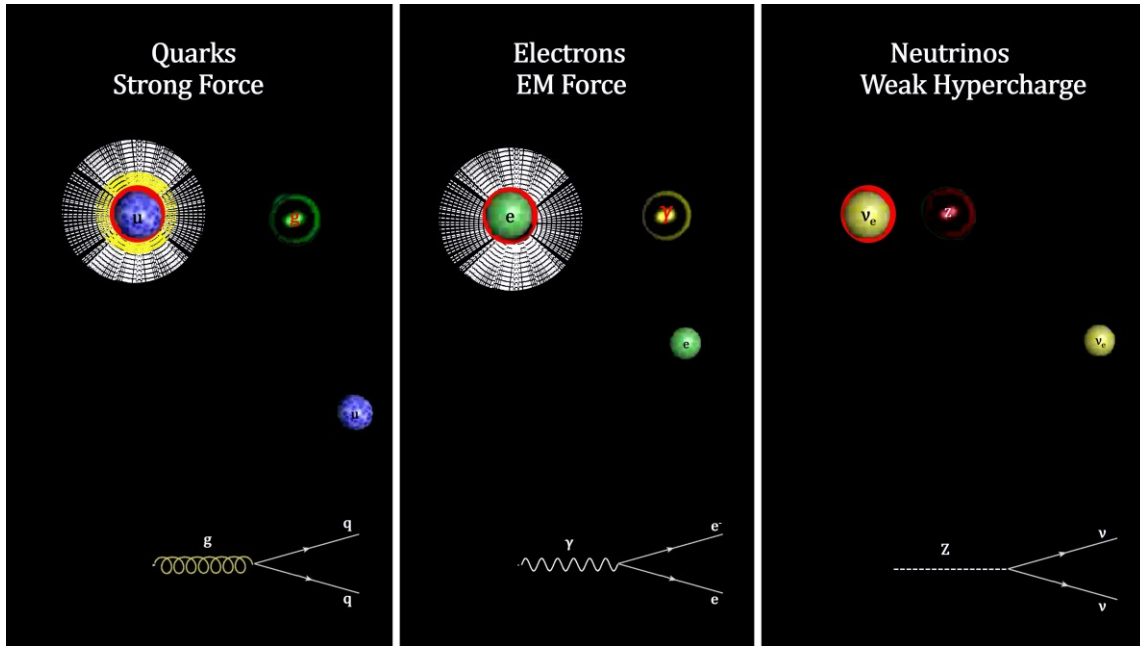 Quarks
Strong Force
μ
g
μ
g
q
q
Electrons
EM Force
e
γ
e
γ
e-
e
Neutrinos
Weak Hypercharge
νe
Z
νe
Z
ν
ν